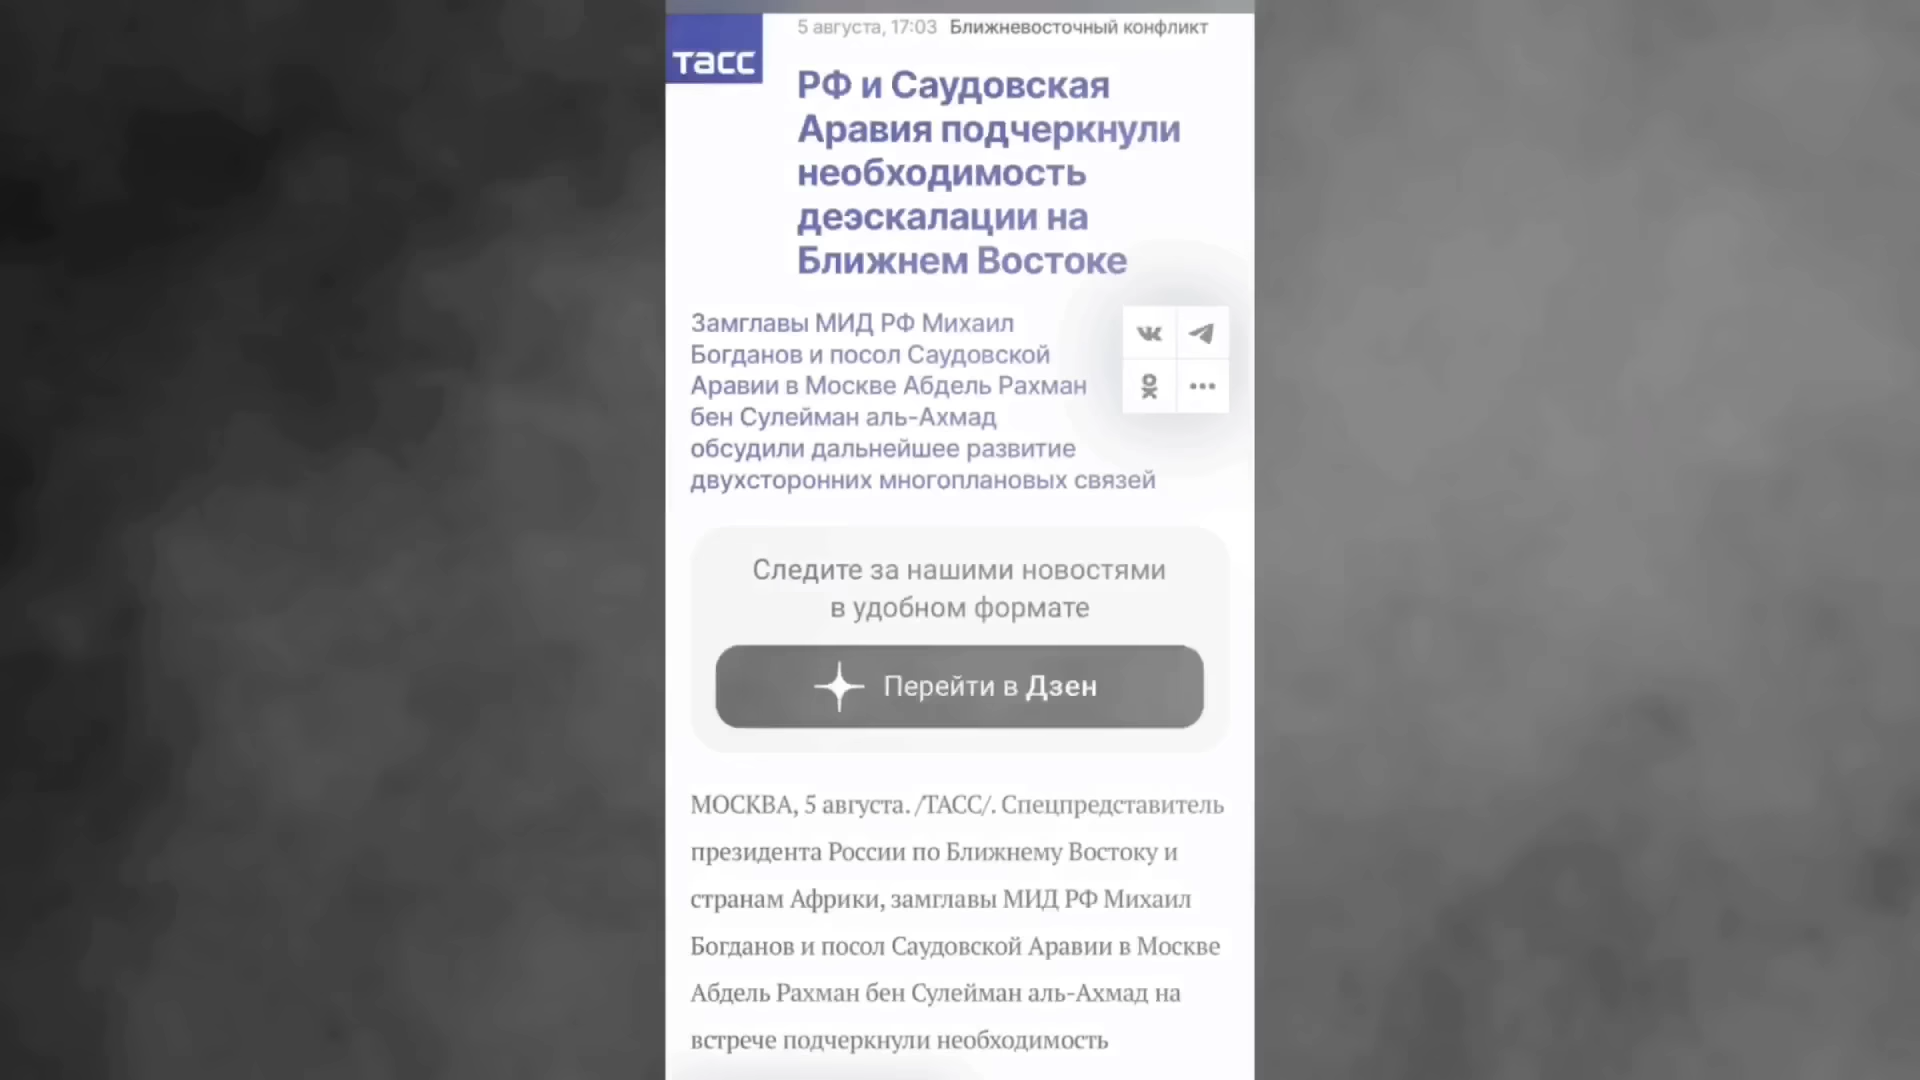 тасс
5 августа, 17:03 Ближневосточный конфликт
РФ и Саудовская
Аравия подчеркнули
необходимость
деэскалации на
Ближнем Востоке
Замглавы МИД РФ Михаил
Богданов и посол Саудовской
Аравии в Москве Абдель Рахман
бен Сулейман аль-Ахмад
обсудили дальнейшее развитие
двухсторонних многоплановых связей
Следите за нашими новостями
в удобном формате
Перейти в Дзен
МОСКВА, 5 августа. /ТАСС/. Спецпредставитель
президента России по Ближнему Востоку и
странам Африки, замглавы МИД РФ Михаил
Богданов и посол Саудовской Аравии в Москве
Абдель Рахман бен Сулейман аль-Ахмад на
встрече подчеркнули необходимость